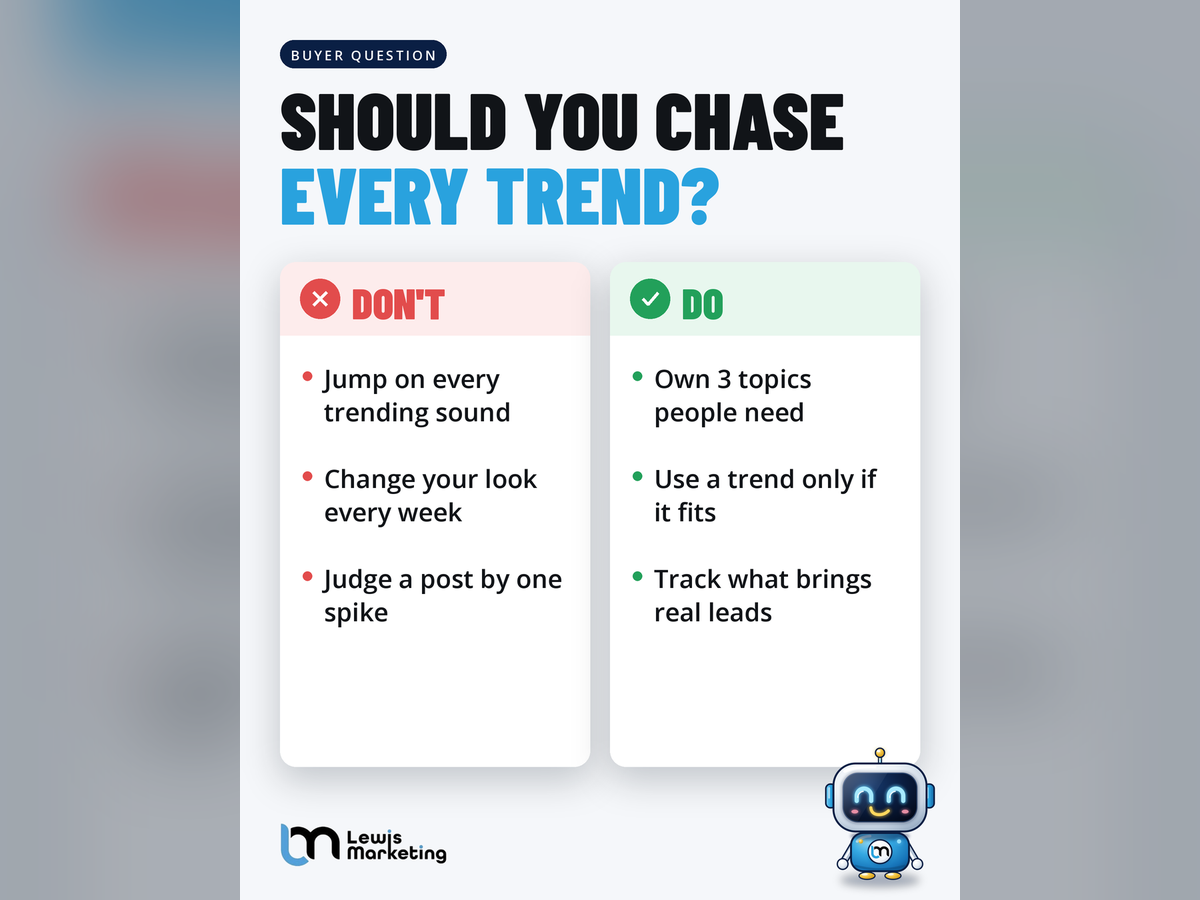 BUYER QUESTION
SHOULD YOU CHASE
EVERY TREND?
DON'T
Jump on every
trending sound
Change your look
every week
Judge a post by one
spike
DO
Own 3 topics
people need
Use a trend only if
it fits
Track what brings
real leads
Lewis
Marketing